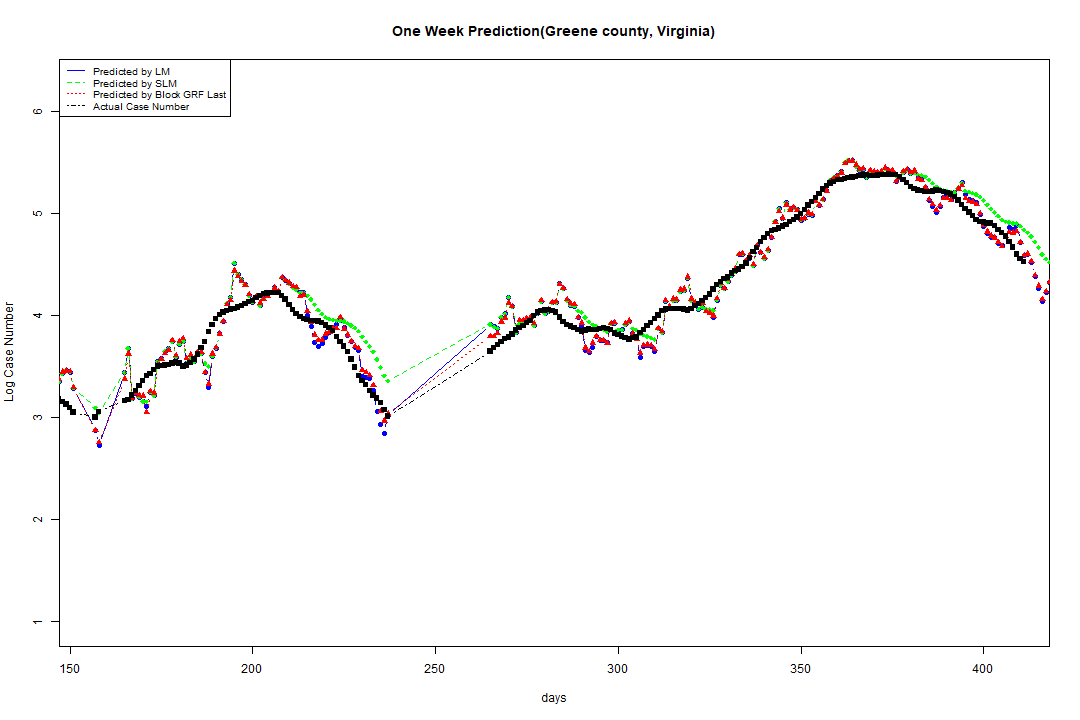 One Week Prediction(Greene county, Virginia)
Predicted by LM
Predicted by SLM
Predicted by Block GRF Last
Actual Case Number
6
5
4
3
2
1
Log Case Number
150 200 250 300 350 400
days